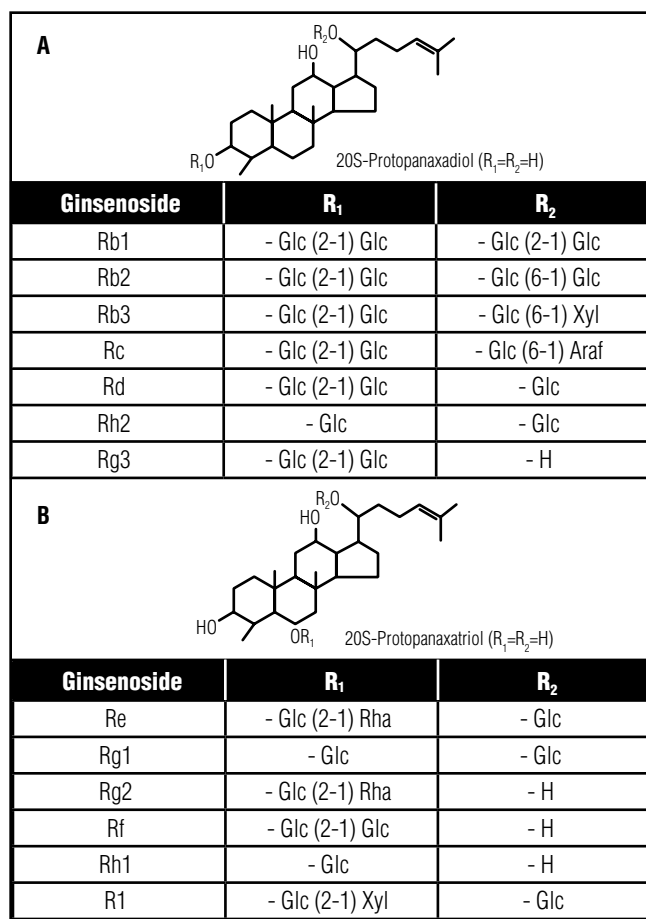 A
R₂O
HO
R₁O
20S-Protopanaxadiol (R₁=R₂=H)
Ginsenoside R₁ R₂
Rb1 - Glc (2-1) Glc - Glc (2-1) Glc
Rb2 - Glc (2-1) Glc - Glc (6-1) Glc
Rb3 - Glc (2-1) Glc - Glc (6-1) Xyl
Rc - Glc (2-1) Glc - Glc (6-1) Araf
Rd - Glc (2-1) Glc - Glc
Rh2 - Glc - Glc
Rg3 - Glc (2-1) Glc - H
B
R₂O
HO
HO
OR₁
20S-Protopanaxatriol (R₁=R₂=H)
Ginsenoside R₁ R₂
Re - Glc (2-1) Rha - Glc
Rg1 - Glc - Glc
Rg2 - Glc (2-1) Rha - H
Rf - Glc (2-1) Glc - H
Rh1 - Glc - H
R1 - Glc (2-1) Xyl - Glc